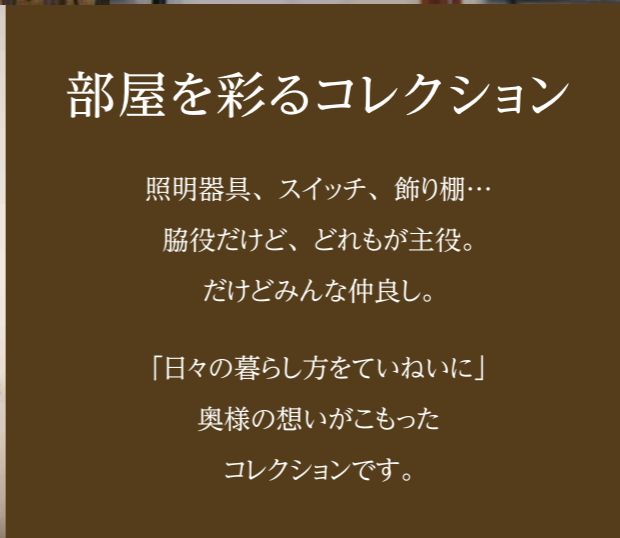 部屋を彩るコレクション
照明器具、スイッチ、飾り棚…
脇役だけど、どれもが主役。
だけどみんな仲良し。
「日々の暮らし方をていねいに」
奥様の想いがこもった
コレクションです。